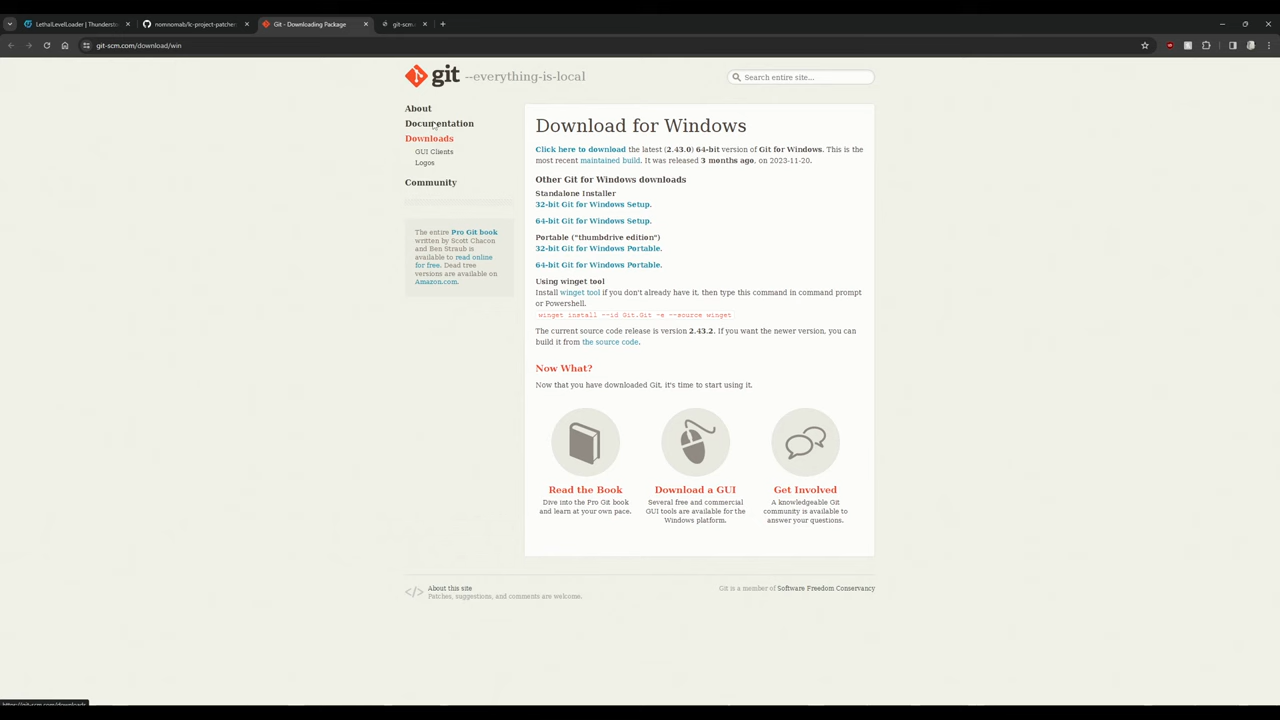 LethalLevelLoader | Thundersto
nomnomab/lc-project-patcher
Git - Downloading Package
git-scm.
git-scm.com/download/win
git --everything-is-local
Search entire site...
About
Documentation
Downloads
GUI Clients
Logos
Community
The entire Pro Git book
written by Scott Chacon
and Ben Straub is
available to read online
for free. Dead tree
versions are available on
Amazon.com.
Download for Windows
Click here to download the latest (2.43.0) 64-bit version of Git for Windows. This is the
most recent maintained build. It was released 3 months ago, on 2023-11-20.
Other Git for Windows downloads
Standalone Installer
32-bit Git for Windows Setup.
64-bit Git for Windows Setup.
Portable ("thumbdrive edition")
32-bit Git for Windows Portable.
64-bit Git for Windows Portable.
Using winget tool
Install winget tool if you don't already have it, then type this command in command prompt
or Powershell.
winget install --id Git.Git -e --source winget
The current source code release is version 2.43.2. If you want the newer version, you can
build it from the source code.
Now What?
Now that you have downloaded Git, it's time to start using it.
Read the Book
Dive into the Pro Git book
and learn at your own pace.
Download a GUI
Several free and commercial
GUI tools are available for the
Windows platform.
Get Involved
A knowledgeable Git
community is available to
answer your questions.
</>
About this site
Patches, suggestions, and comments are welcome.
Git is a member of Software Freedom Conservancy
https://git-scm.com/downloads